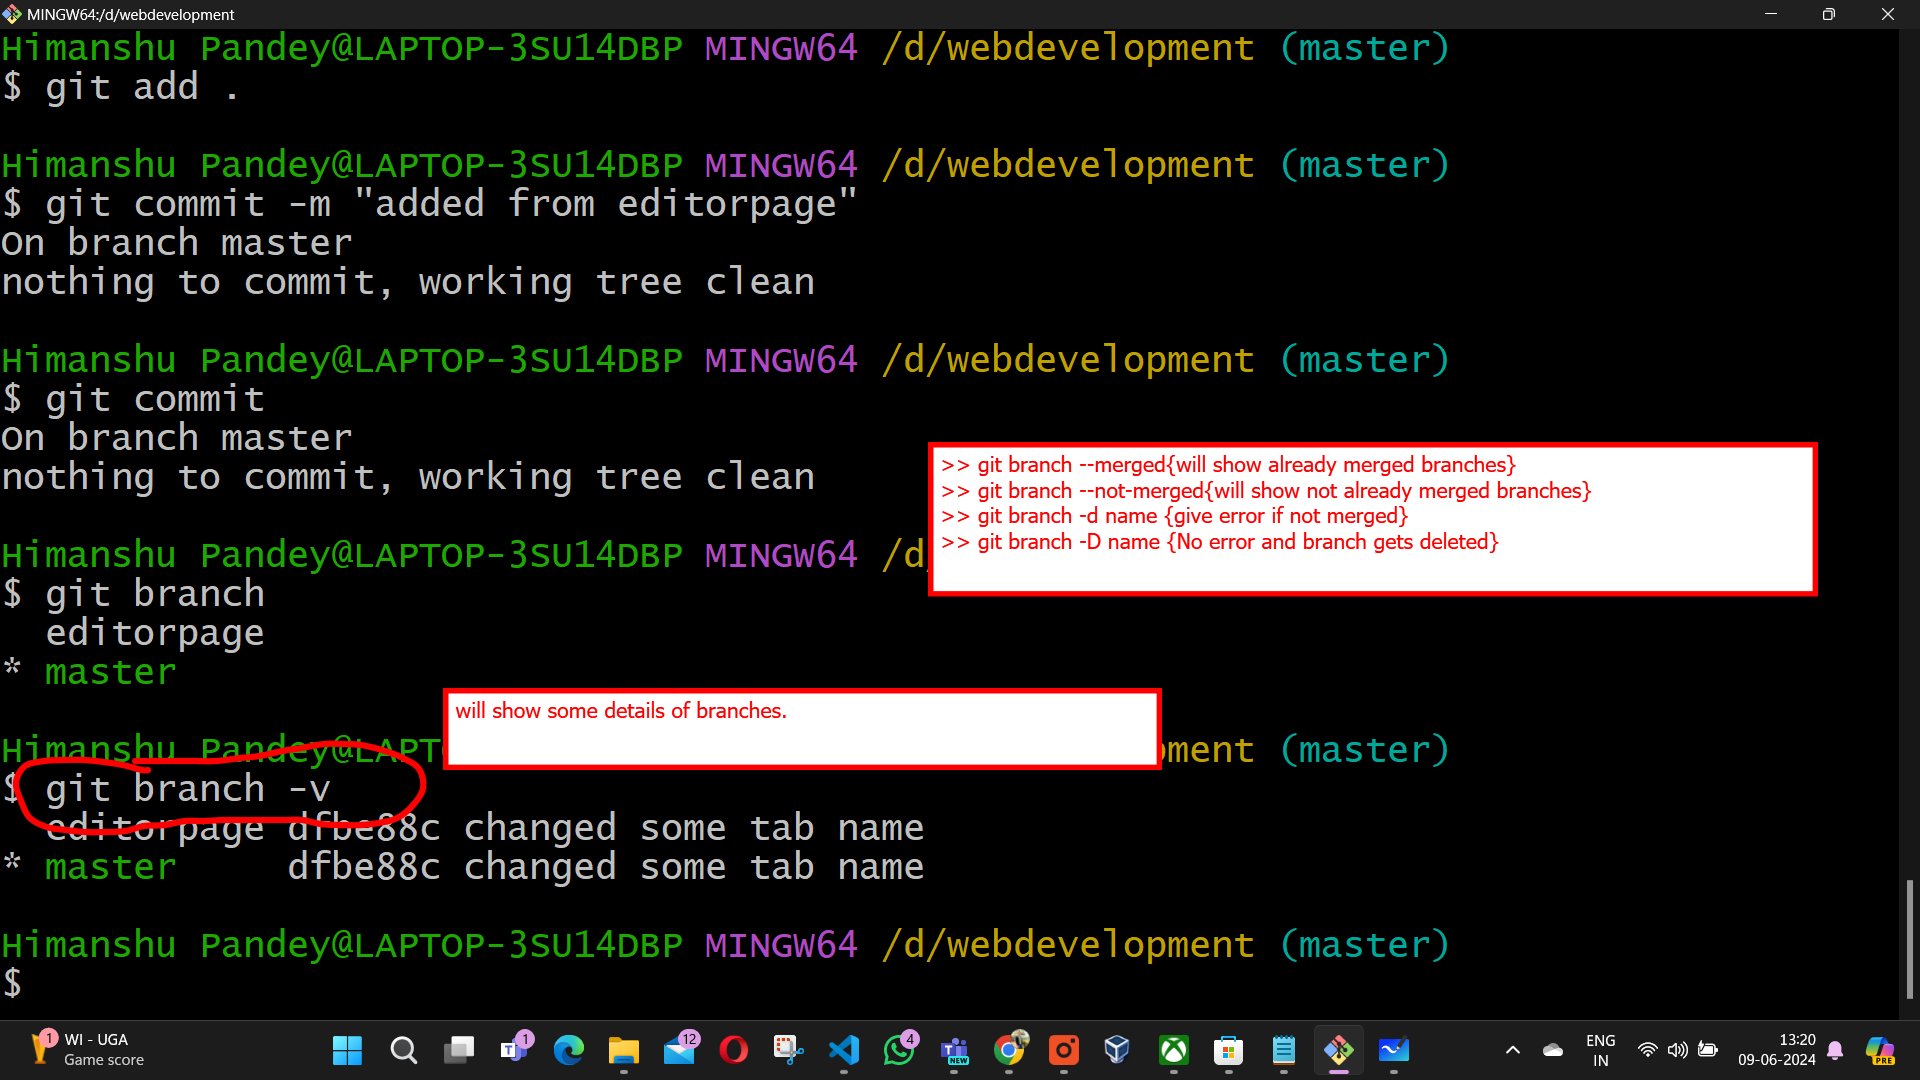 MINGW64:/d/webdevelopment
Himanshu Pandey@LAPTOP-3SU14DBP MINGW64 /d/webdevelopment (master)
$ git add .
Himanshu Pandey@LAPTOP-3SU14DBP MINGW64 /d/webdevelopment (master)
$ git commit -m "added from editorpage"
On branch master
nothing to commit, working tree clean
Himanshu Pandey@LAPTOP-3SU14DBP MINGW64 /d/webdevelopment (master)
$ git commit
On branch master
nothing to commit, working tree clean
>> git branch --merged{will show already merged branches}
>> git branch --not-merged{will show not already merged branches}
>> git branch -d name {give error if not merged}
>> git branch -D name {No error and branch gets deleted}
Himanshu Pandey@LAPTOP-3SU14DBP MINGW64 /d
$ git branch
editorpage
* master
will show some details of branches.
Himanshu Pandey@LAPT pment (master)
$ git branch -v
editorpage dfbe88c changed some tab name
* master dfbe88c changed some tab name
Himanshu Pandey@LAPTOP-3SU14DBP MINGW64 /d/webdevelopment (master)
$
1 WI - UGA
Game score
1
12
4
NEW
ENG
IN
13:20
09-06-2024
PRE